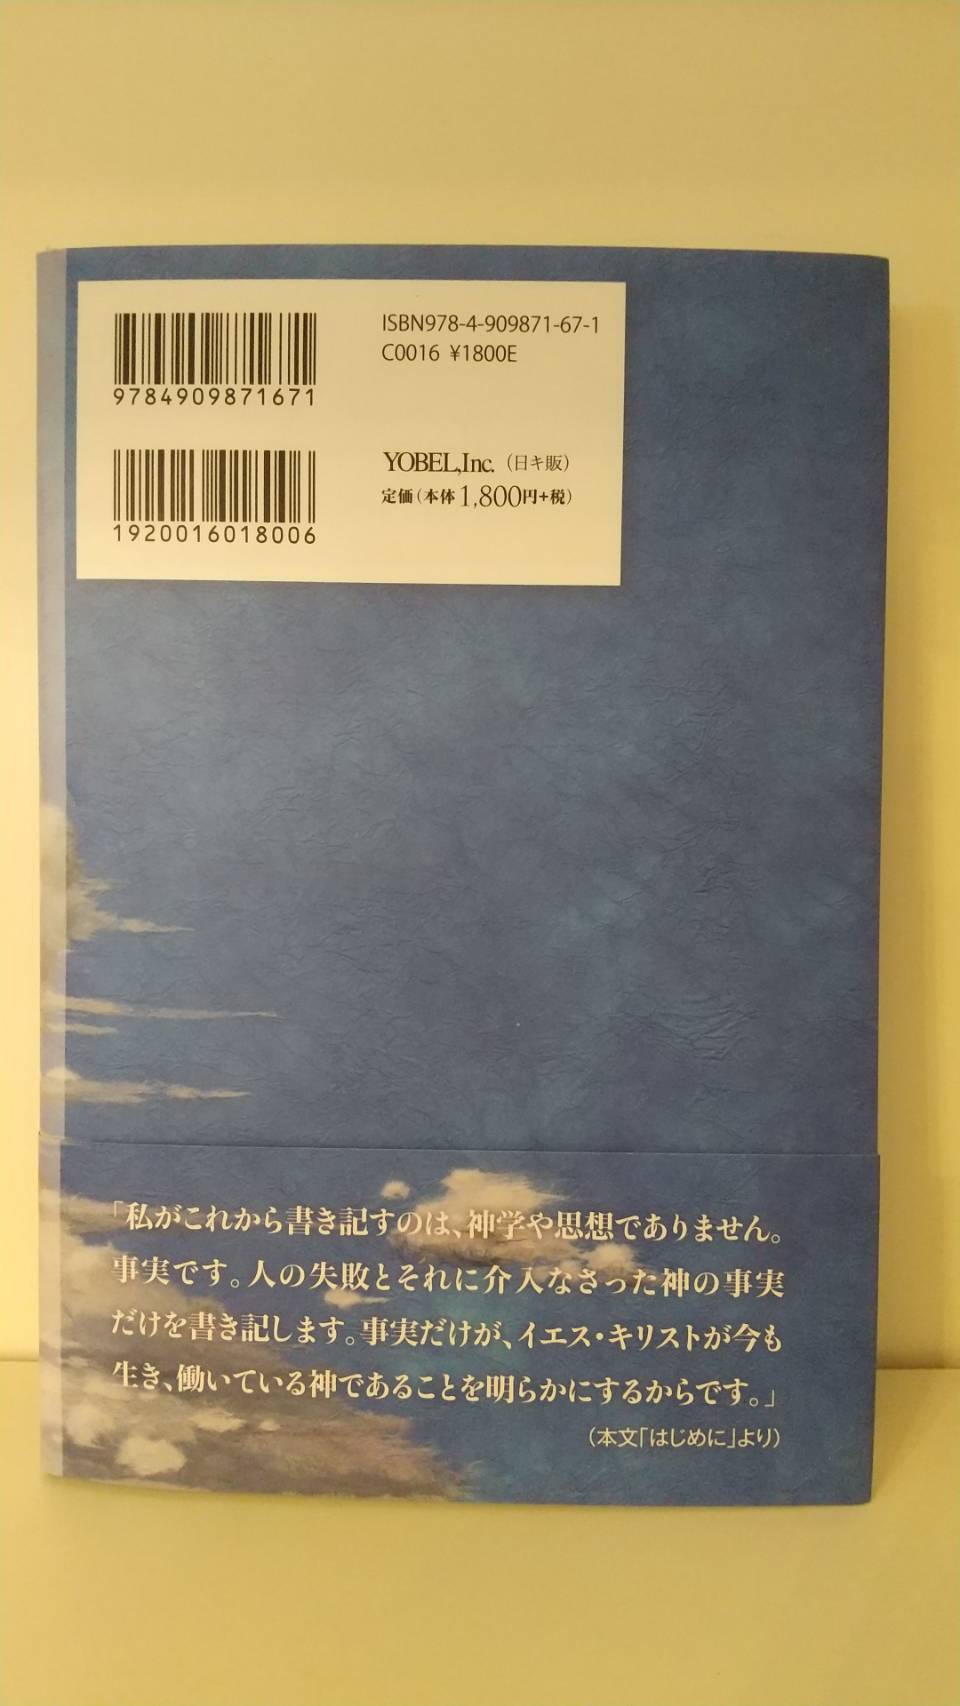 ISBN978-4-909871-67-1
C0016 ¥1800E
9784909871671
YOBEL,Inc.（日キ販）
定価（本体1,800円+税）
1920016018006
「私がこれから書き記すのは、神学や思想でありません。
事実です。人の失敗とそれに介入なさった神の事実
だけを書き記します。事実だけが、イエス・キリストが今も
生き、働いている神であることを明らかにするからです。」
（本文「はじめに」より）